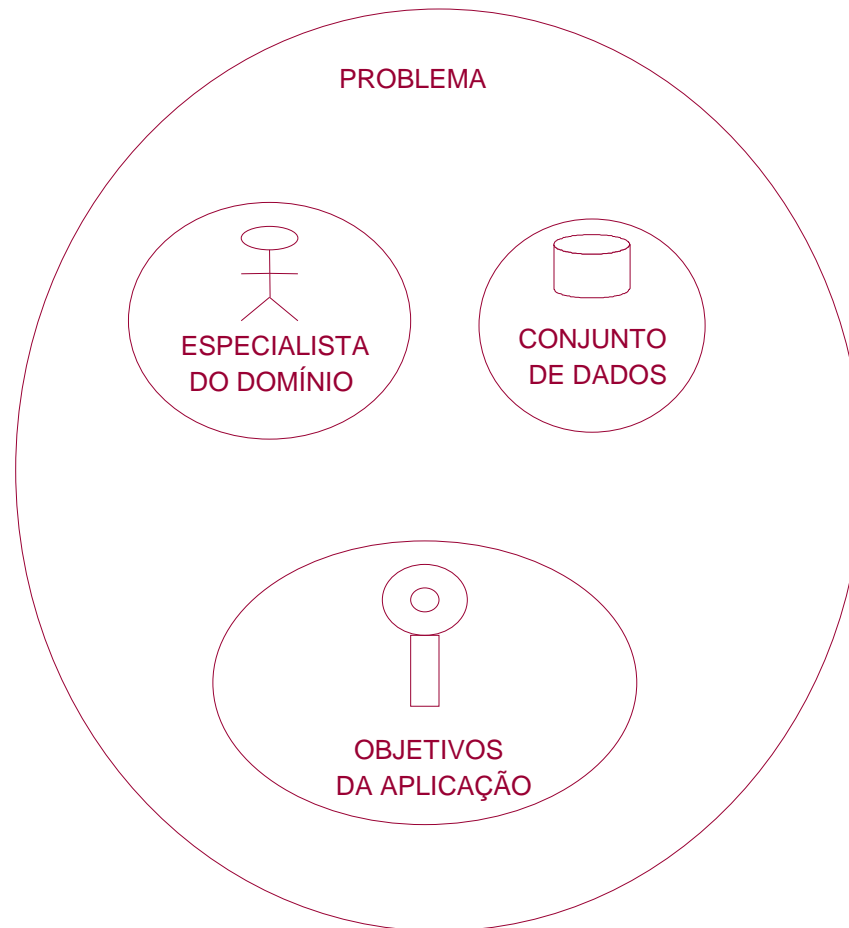 PROBLEMA
ESPECIALISTA
DO DOMÍNIO
CONJUNTO
DE DADOS
OBJETIVOS
DA APLICAÇÃO